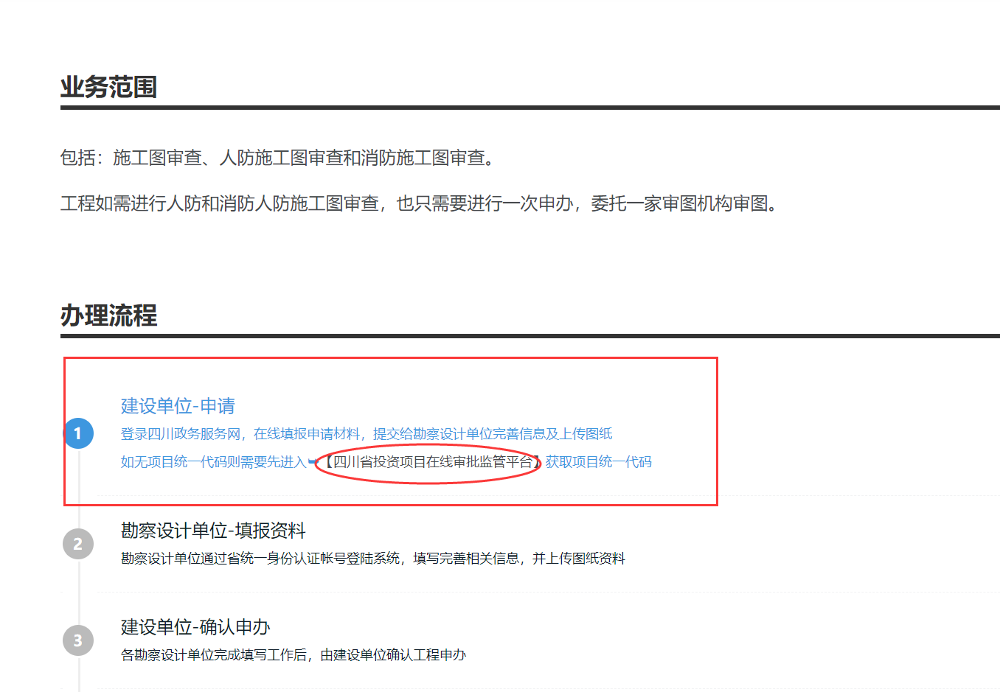 业务范围
包括：施工图审查、人防施工图审查和消防施工图审查。
工程如需进行人防和消防人防施工图审查，也只需要进行一次申办，委托一家审图机构审图。
办理流程
1
建设单位-申请
登录四川政务服务网，在线填报申请材料，提交给勘察设计单位完善信息及上传图纸
如无项目统一代码则需要先进入【四川省投资项目在线审批监管平台】获取项目统一代码
2
勘察设计单位-填报资料
勘察设计单位通过省统一身份认证帐号登陆系统，填写完善相关信息，并上传图纸资料
3
建设单位-确认申办
各勘察设计单位完成填写工作后，由建设单位确认工程申办